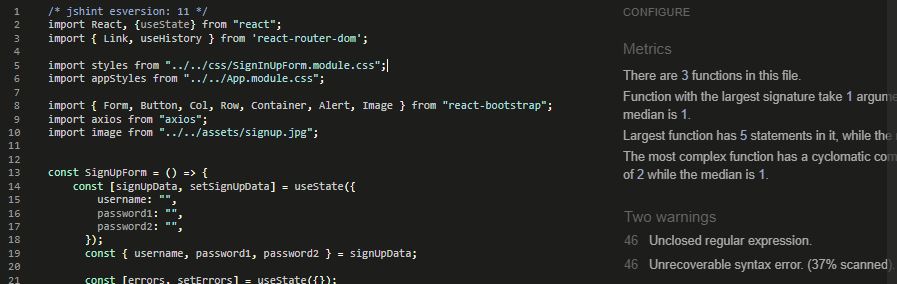 1 /* jshint esversion: 11 */
2 import React, {useState} from "react";
3 import { Link, useHistory } from 'react-router-dom';
4
5 import styles from "../../css/SignInUpForm.module.css";
6 import appStyles from "../../App.module.css";
7
8 import { Form, Button, Col, Row, Container, Alert, Image } from "react-bootstrap";
9 import axios from "axios";
10 import image from "../../assets/signup.jpg";
11
12
13 const SignUpForm = () => {
14 const [signUpData, setSignUpData] = useState({
15 username: "",
16 password1: "",
17 password2: "",
18 });
19 const { username, password1, password2 } = signUpData;
20
21 const [errors, setErrors] = useState({});
CONFIGURE
Metrics
There are 3 functions in this file.
Function with the largest signature take 1 argume
median is 1.
Largest function has 5 statements in it, while the
The most complex function has a cyclomatic com
of 2 while the median is 1.
Two warnings
46 Unclosed regular expression.
46 Unrecoverable syntax error. (37% scanned).